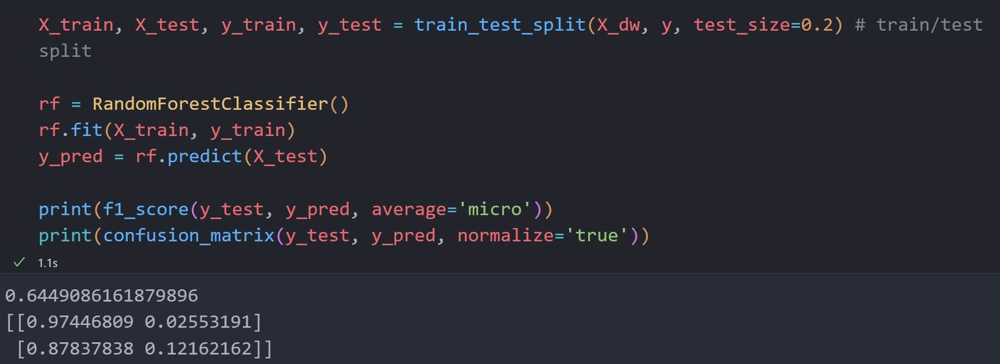 X_train, X_test, y_train, y_test = train_test_split(X_dw, y, test_size=0.2) # train/test
split
rf = RandomForestClassifier()
rf.fit(X_train, y_train)
y_pred = rf.predict(X_test)
print(f1_score(y_test, y_pred, average='micro'))
print(confusion_matrix(y_test, y_pred, normalize='true'))
1.1s
0.6449086161879896
[[0.97446809 0.02553191]
[0.87837838 0.12162162]]